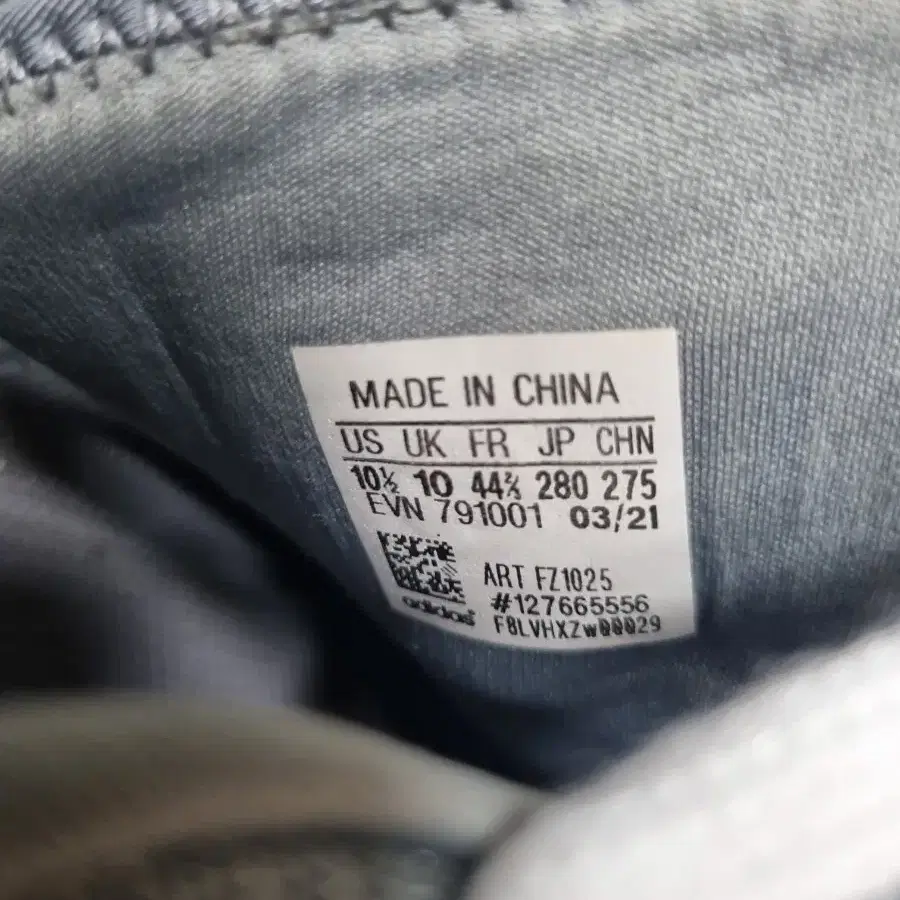 MADE IN CHINA
US UK FR JP CHN
10½ 10 44⅔ 280 275
EVN 791001 03/21
ART FZ1025
#127665556
adidas F8LVHXZw00029